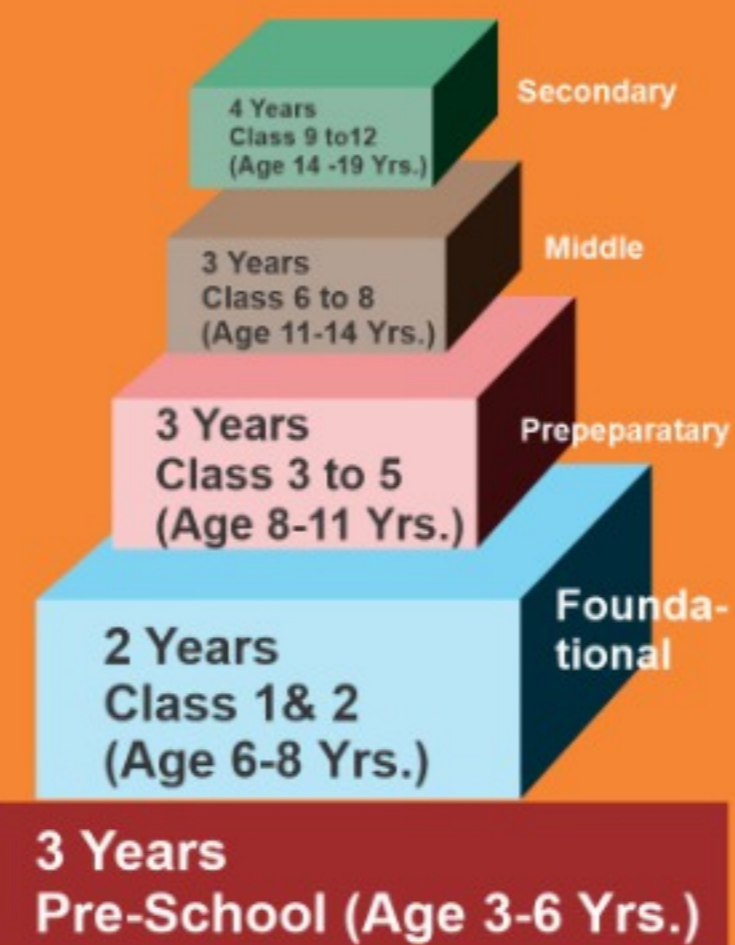 4 Years
Class 9 to12
(Age 14 -19 Yrs.)
Secondary
3 Years
Class 6 to 8
(Age 11-14 Yrs.)
Middle
3 Years
Class 3 to 5
(Age 8-11 Yrs.)
Prepeparatary
2 Years
Class 1& 2
(Age 6-8 Yrs.)
Founda-
tional
3 Years
Pre-School (Age 3-6 Yrs.)